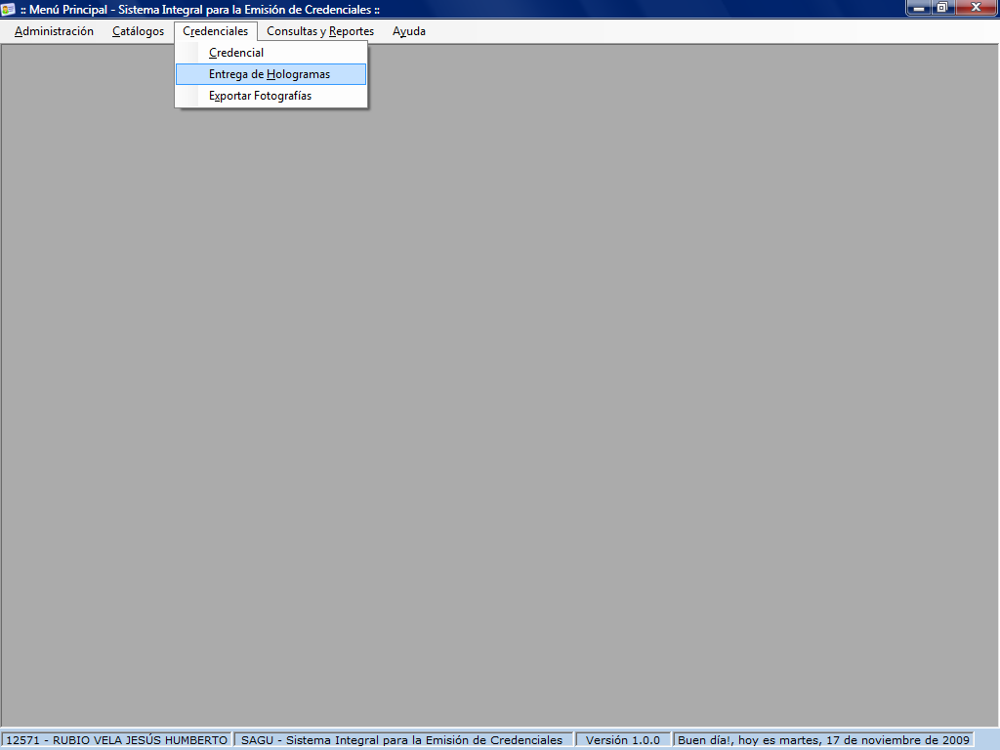 :: Menú Principal - Sistema Integral para la Emisión de Credenciales ::
Administración Catálogos Credenciales Consultas y Reportes Ayuda
Credencial
Entrega de Hologramas
Exportar Fotografías
12571 - RUBIO VELA JESÚS HUMBERTO SAGU - Sistema Integral para la Emisión de Credenciales Versión 1.0.0 Buen día!, hoy es martes, 17 de noviembre de 2009